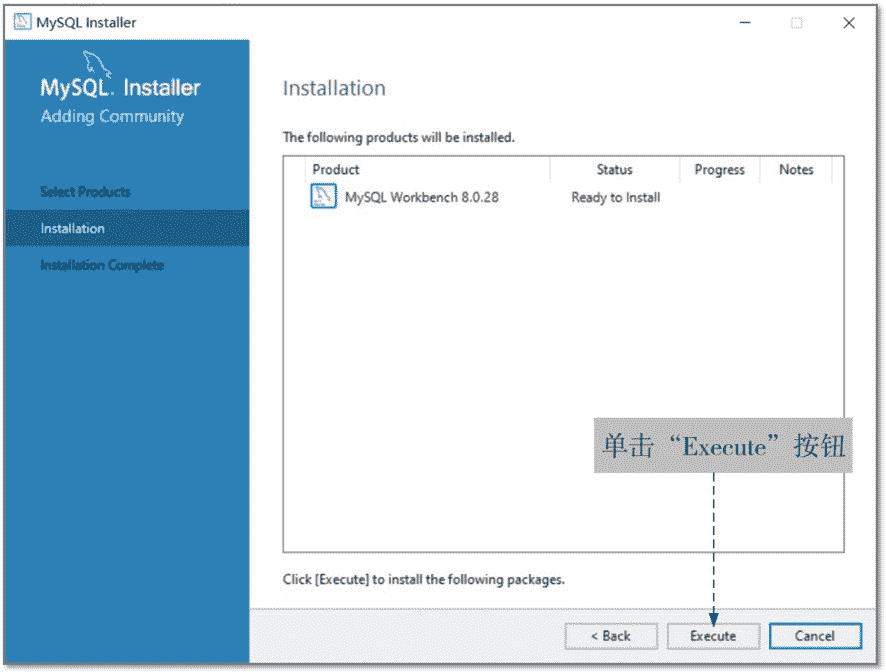 MySQL Installer
MySQL. Installer
Adding Community
Select Products
Installation
Installation Complete
Installation
The following products will be installed.
Product Status Progress Notes
MySQL Workbench 8.0.28 Ready to Install
单击“Execute”按钮
Click [Execute] to install the following packages.
< Back Execute Cancel